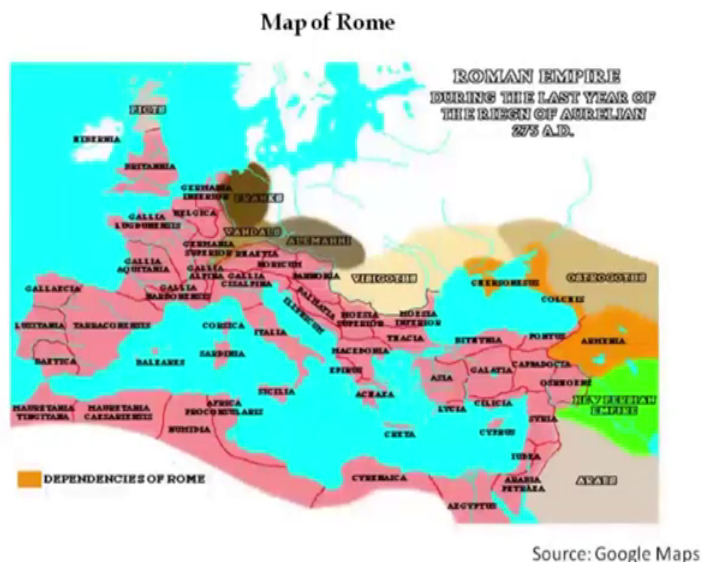 Map of Rome
ROMAN EMPIRE
DURING THE LAST YEAR OF
THE RIEGN OF AURELIAN
275 A.D.
PICTS
HIBERNIA
BRITANNIA
GERMANIA
INFERIOR
FRANKS
GALLIA
LUGDUNENSIS
BELGICA
VANDALS
ALEMANNI
GERMANIA
SUPERIOR
RHAETIA
NORICUM
GALLIA
AQUITANIA
GALLIA
ALPINA
GALLIA
CISALPINA
PANNONIA
VISIGOTHS
CHERSONESUS
OSTROGOTHS
GALLAECIA
GALLIA
NARBONENSIS
DALMATIA
ILLYRICUM
MOESIA
SUPERIOR
MOESIA
INFERIOR
COLCHIS
LUSITANIA
TARRACONENSIS
CORSICA
ITALIA
THACIA
BITHYNIA
PONTUS
ARMENIA
BAETICA
BALEARES
SARDINIA
MACEDONIA
EPIRUS
ASIA
GALATIA
CAPPADOCIA
OSRHOENE
SICILIA
ACHAEA
LYCIA
CILICIA
NEW PERSIAN
EMPIRE
MAURETANIA
TINGITANA
MAURETANIA
CAESARIENSIS
NUMIDIA
AFRICA
PROCONSULARIS
CRETA
CYPRUS
SYRIA
IUDEA
DEPENDENCIES OF ROME
CYRENAICA
ARABIA
PETRAEA
ARABS
AEGYPTUS
Source: Google Maps